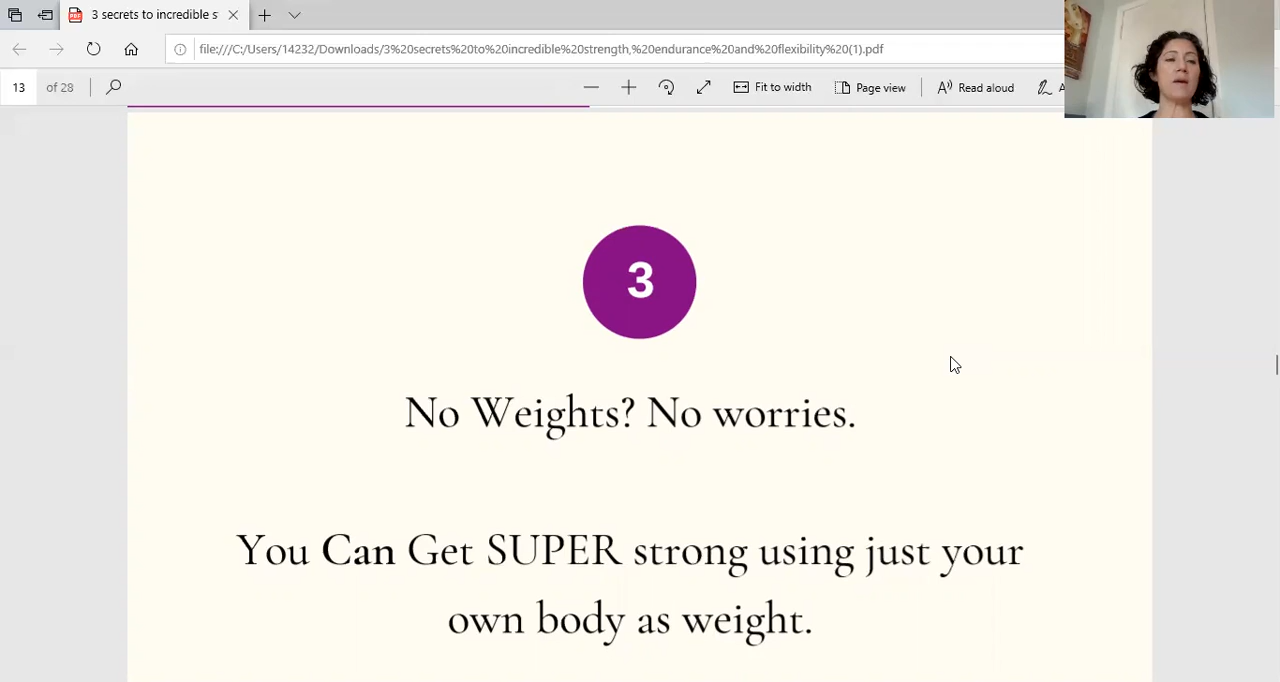 3 secrets to incredible s
file:///C:/Users/14232/Downloads/3%20secrets%20to%20incredible%20strength,%20endurance%20and%20flexibility%20(1).pdf
13 of 28 Fit to width Page view Read aloud
3
No Weights? No worries.
You Can Get SUPER strong using just your
own body as weight.